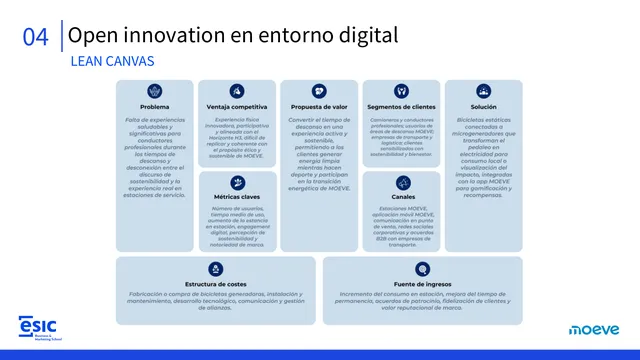 04
Open innovation en entorno digital
LEAN CANVAS
Problema
Falta de experiencias
saludables y
significativas para
conductores
profesionales durante
los tiempos de
descanso y
desconexión entre el
discurso de
sostenibilidad y la
experiencia real en
estaciones de servicio.
Ventaja competitiva
Experiencia física
innovadora, participativa
y alineada con el
Horizonte H3, difícil de
replicar y coherente con
el propósito ético y
sostenible de MOEVE.
Métricas claves
Número de usuarios,
tiempo medio de uso,
aumento de la estancia
en estación, engagement
digital, percepción de
sostenibilidad y
notoriedad de marca.
Propuesta de valor
Convertir el tiempo de
descanso en una
experiencia activa y
sostenible,
permitiendo a los
clientes generar
energía limpia
mientras hacen
deporte y participan
en la transición
energética de MOEVE.
Segmentos de clientes
Camioneros y conductores
profesionales; usuarios de
áreas de descanso MOEVE;
empresas de transporte y
logística; clientes
sensibilizados con
sostenibilidad y bienestar.
Canales
Estaciones MOEVE,
aplicación móvil MOEVE,
comunicación en punto
de venta, redes sociales
corporativas y acuerdos
B2B con empresas de
transporte.
Solución
Bicicletas estáticas
conectadas a
microgeneradores que
transforman el
pedaleo en
electricidad para
consumo local o
visualización del
impacto, integradas
con la app MOEVE
para gamificación y
recompensas.
Estructura de costes
Fabricación o compra de bicicletas generadoras, instalación y
mantenimiento, desarrollo tecnológico, comunicación y gestión
de alianzas.
Fuente de ingresos
Incremento del consumo en estación, mejora del tiempo de
permanencia, acuerdos de patrocinio, fidelización de clientes y
valor reputacional de marca.
esic
Business &
Marketing School
moeve